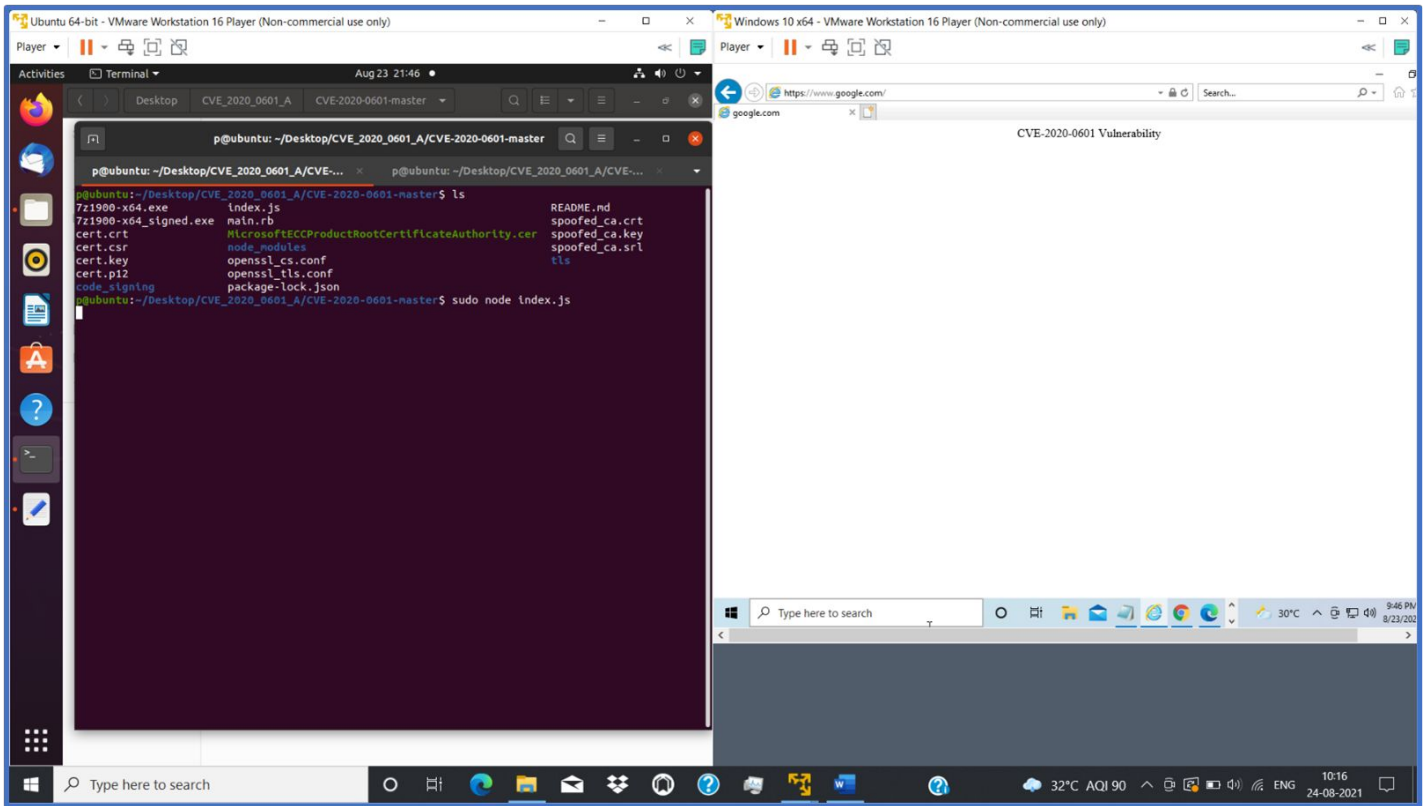 Ubuntu 64-bit - VMware Workstation 16 Player (Non-commercial use only)
Player
Activities Terminal Aug 23 21:46
Desktop CVE_2020_0601_A CVE-2020-0601-master
p@ubuntu: ~/Desktop/CVE_2020_0601_A/CVE-2020-0601-master
p@ubuntu: ~/Desktop/CVE_2020_0601_A/CVE-... p@ubuntu: ~/Desktop/CVE_2020_0601_A/CVE-...
p@ubuntu:~/Desktop/CVE_2020_0601_A/CVE-2020-0601-master$ ls
7z1900-x64.exe index.js README.md
7z1900-x64_signed.exe main.rb spoofed_ca.crt
cert.crt MicrosoftECCProductRootCertificateAuthority.cer spoofed_ca.key
cert.csr node_modules spoofed_ca.srl
cert.key openssl_cs.conf tls
cert.p12 openssl_tls.conf
code_signing package-lock.json
p@ubuntu:~/Desktop/CVE_2020_0601_A/CVE-2020-0601-master$ sudo node index.js
Windows 10 x64 - VMware Workstation 16 Player (Non-commercial use only)
Player
https://www.google.com/ Search...
google.com
CVE-2020-0601 Vulnerability
Type here to search 30°C 9:46 PM
8/23/202
Type here to search 32°C AQI 90 ENG 10:16
24-08-2021